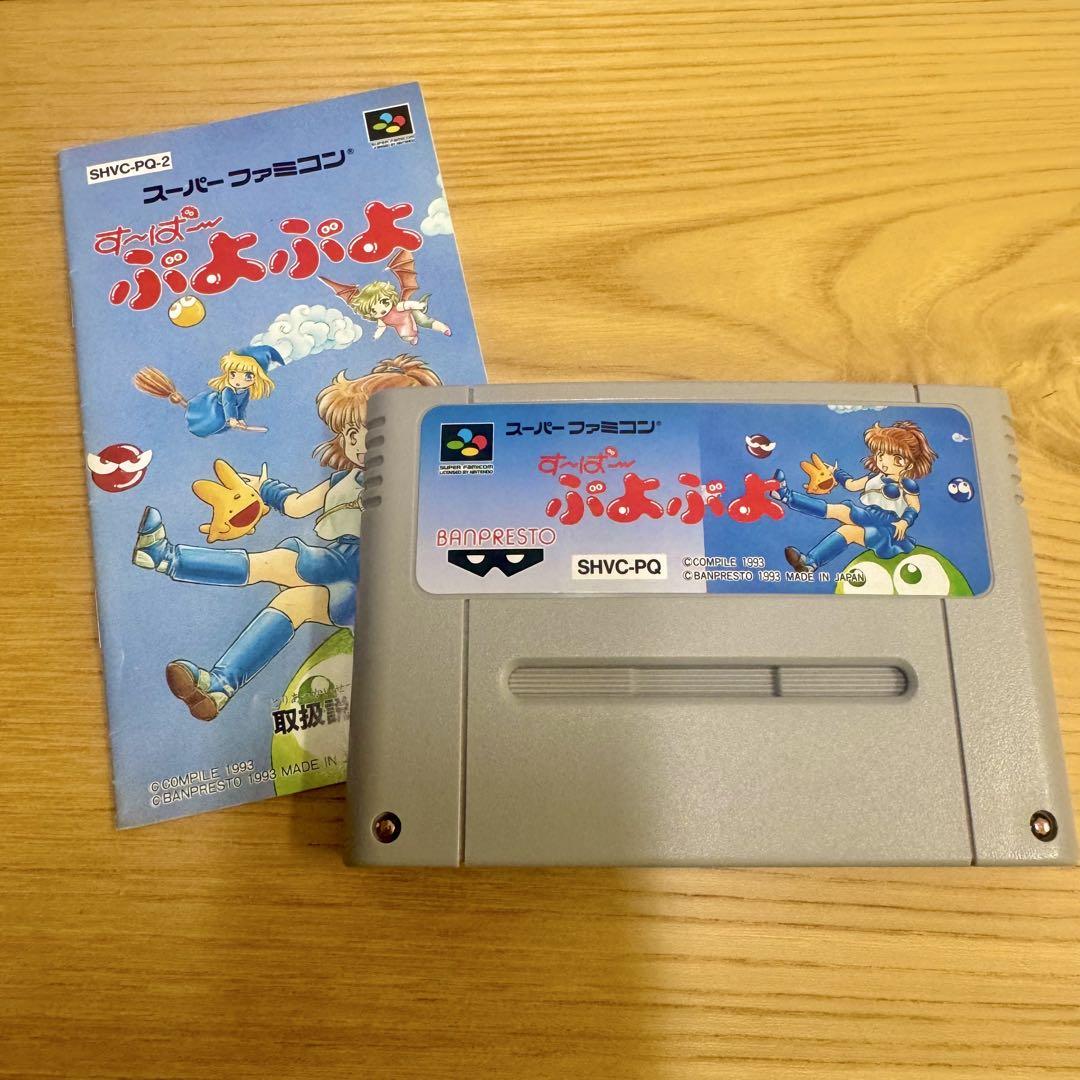 SHVC-PQ-2
SUPER FAMICOM
LICENSED BY NINTENDO
スーパーファミコン®
す〜ぱ〜
ぷよぷよ
取扱説
© COMPILE 1993
© BANPRESTO 1993 MADE IN
SUPER FAMICOM
LICENSED BY NINTENDO
スーパーファミコン®
す〜ぱ〜
ぷよぷよ
BANPRESTO
SHVC-PQ
© COMPILE 1993
© BANPRESTO 1993 MADE IN JAPAN